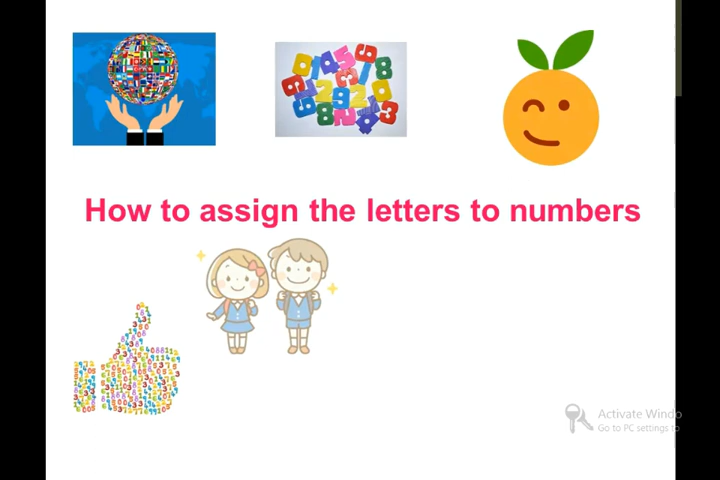 How to assign the letters to numbers
Activate Windo
Go to PC settings to